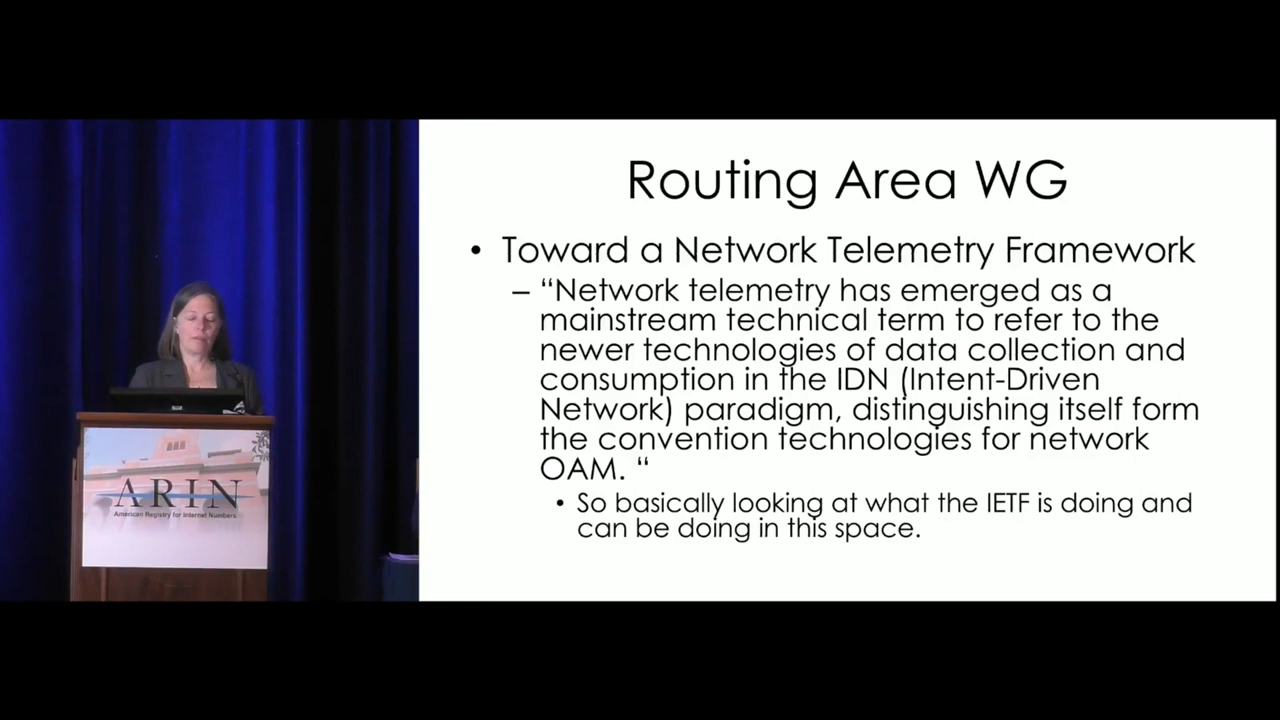 Routing Area WG
• Toward a Network Telemetry Framework
– “Network telemetry has emerged as a
mainstream technical term to refer to the
newer technologies of data collection and
consumption in the IDN (Intent-Driven
Network) paradigm, distinguishing itself form
the convention technologies for network
OAM. “
• So basically looking at what the IETF is doing and
can be doing in this space.
ARIN
American Registry for Internet Numbers